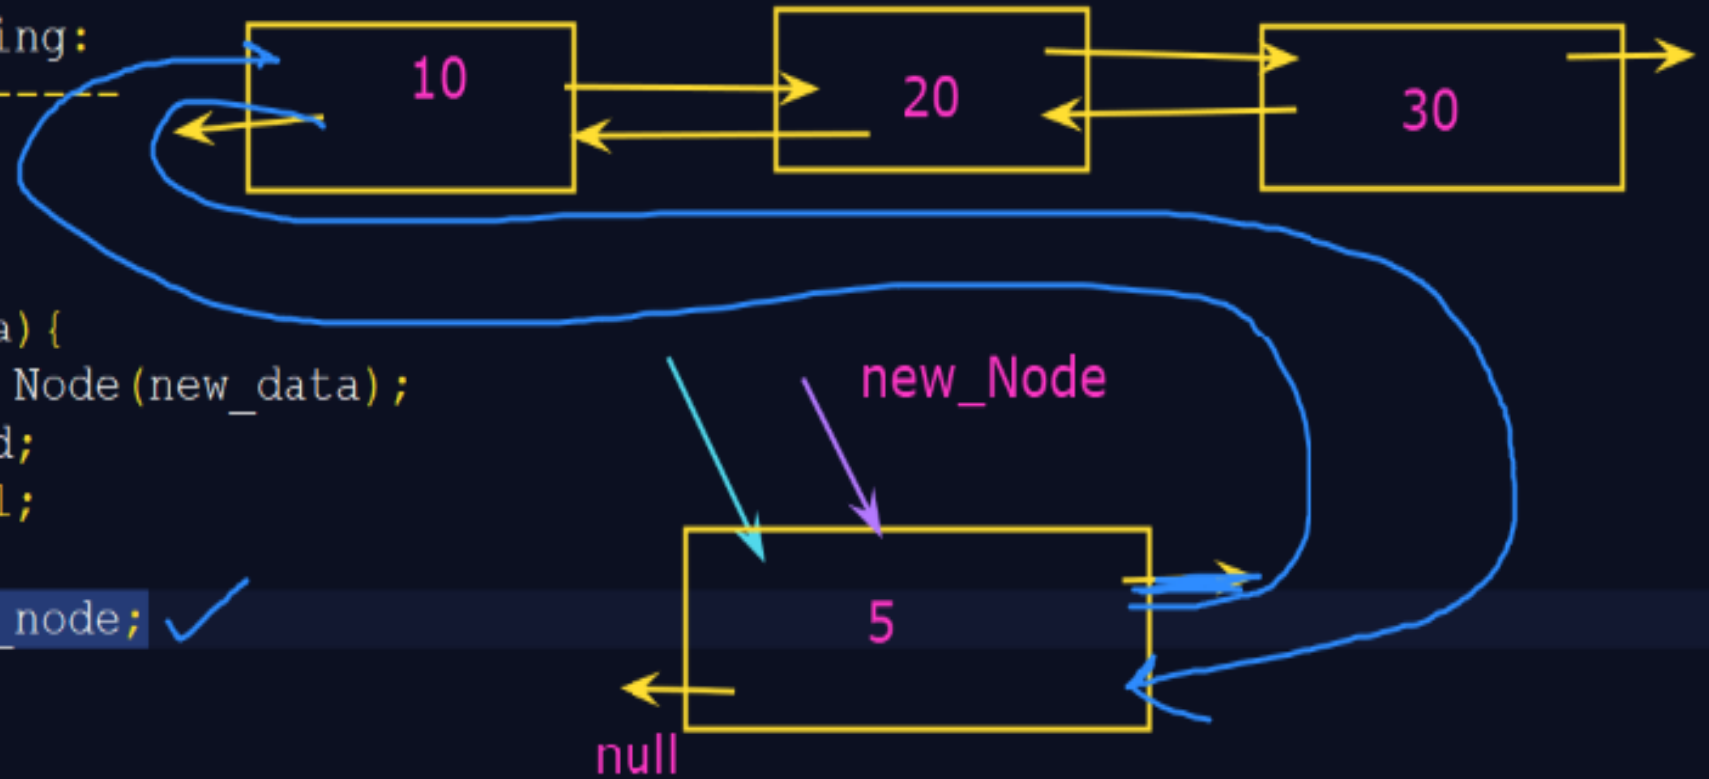 ing:
--------
10
20
30
a){
Node(new_data);
d;
l;
new_Node
_node;
5
null